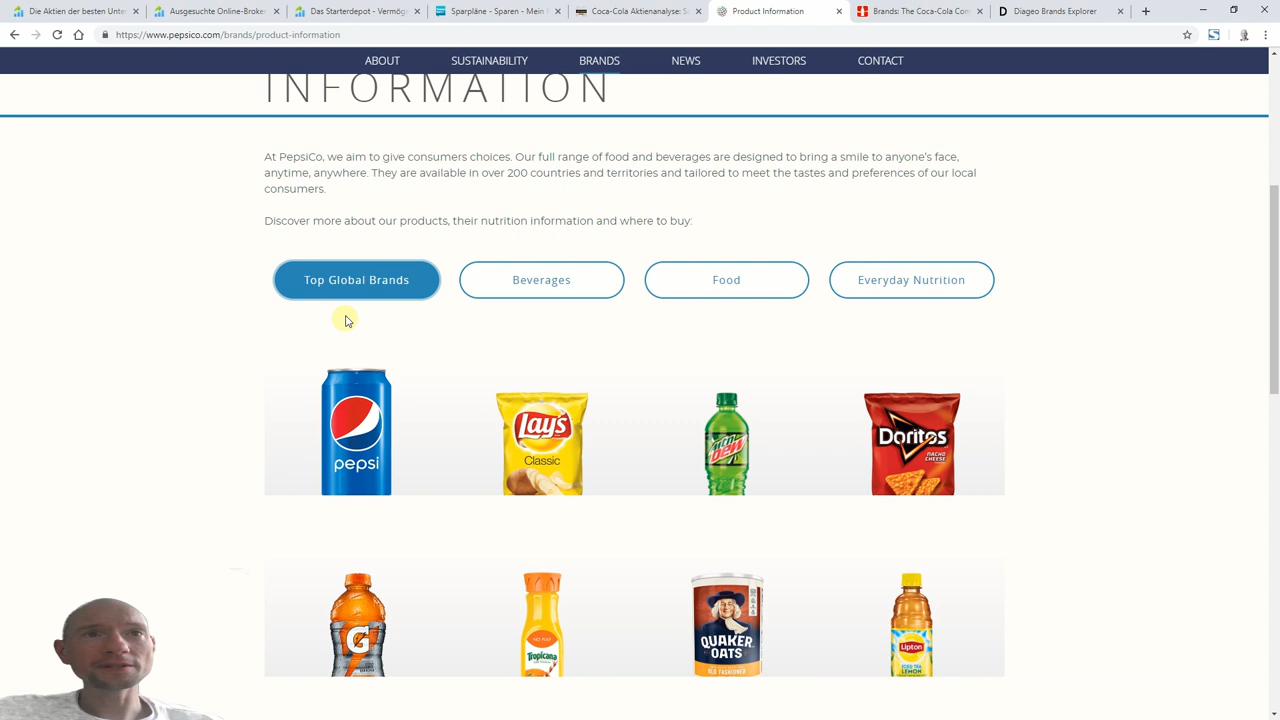 Die Aktien der besten Unter
Ausgesuchte Online-Broker
Das Starterdepot - Vermög
Sparpläne - Sparen - Mein
Coca-Cola Aktienanalyse: S
Product Information
Brands: The Coca-Cola Com
Diageo Brands Explorer
https://www.pepsico.com/brands/product-information
ABOUT
SUSTAINABILITY
BRANDS
NEWS
INVESTORS
CONTACT
INFORMATION
At PepsiCo, we aim to give consumers choices. Our full range of food and beverages are designed to bring a smile to anyone's face,
anytime, anywhere. They are available in over 200 countries and territories and tailored to meet the tastes and preferences of our local
consumers.
Discover more about our products, their nutrition information and where to buy:
Top Global Brands
Beverages
Food
Everyday Nutrition
pepsi
Lay's
Classic
mtn
DEW
Doritos
NACHO
CHEESE
G
NO PULP
Tropicana
QUAKER
OATS
OLD FASHIONED
Lipton
ICED TEA
LEMON